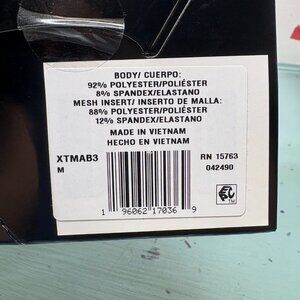 BODY/ CUERPO:
92% POLYESTER/POLIÉSTER
8% SPANDEX/ELASTANO
MESH INSERT/ INSERTO DE MALLA:
88% POLYESTER/POLIÉSTER
12% SPANDEX/ELASTANO
MADE IN VIETNAM
HECHO EN VIETNAM
XTMAB3
RN 15763
M
042490
1 96062 17036 9